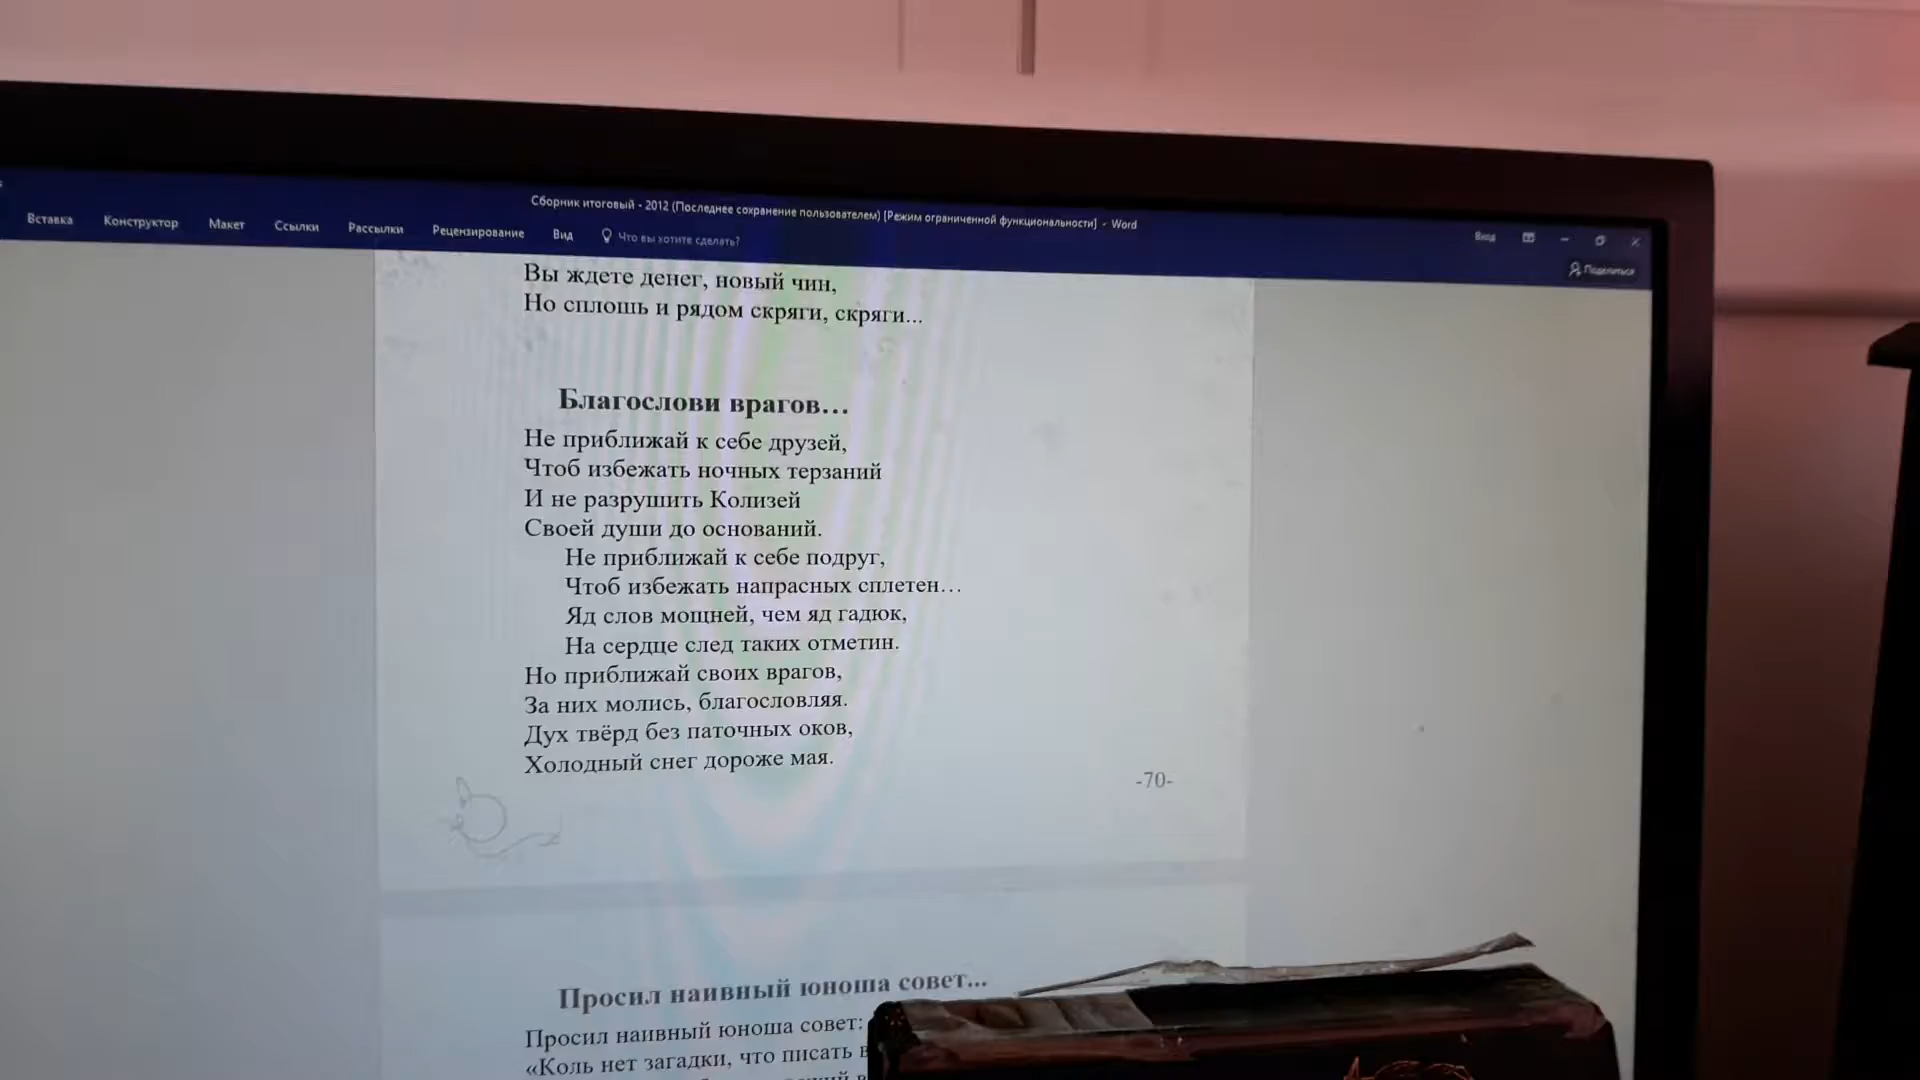 Сборник итоговый - 2012 (Последнее сохранение пользователем) [Режим ограниченной функциональности] - Word
Вставка Конструктор Макет Ссылки Рассылки Рецензирование Вид Что вы хотите сделать? Вход
Поделиться
Вы ждете денег, новый чин,
Но сплошь и рядом скряги, скряги...
Благослови врагов…
Не приближай к себе друзей,
Чтоб избежать ночных терзаний
И не разрушить Колизей
Своей души до оснований.
Не приближай к себе подруг,
Чтоб избежать напрасных сплетен…
Яд слов мощней, чем яд гадюк,
На сердце след таких отметин.
Но приближай своих врагов,
За них молись, благословляя.
Дух твёрд без паточных оков,
Холодный снег дороже мая.
-70-
Просил наивный юноша совет...
Просил наивный юноша совет:
«Коль нет загадки, что писать